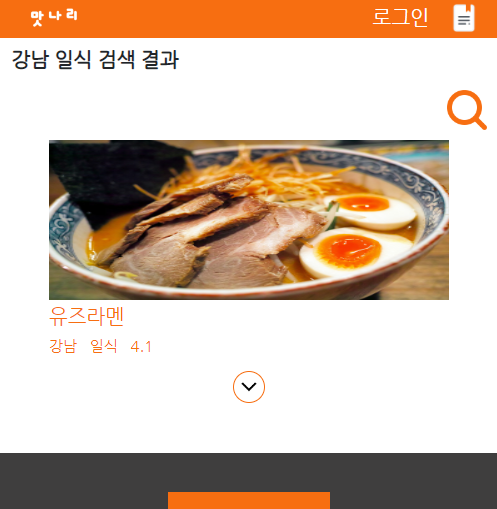 맛나리
로그인
강남 일식 검색 결과
유즈라멘
강남 일식 4.1